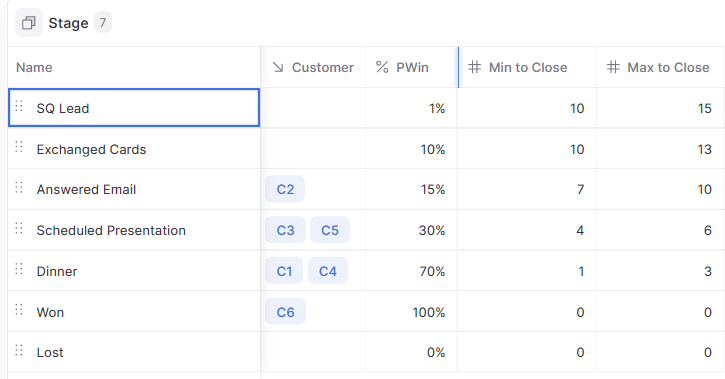 Stage 7
Name Customer % PWin # Min to Close # Max to Close
SQ Lead 1% 10 15
Exchanged Cards 10% 10 13
Answered Email C2 15% 7 10
Scheduled Presentation C3 C5 30% 4 6
Dinner C1 C4 70% 1 3
Won C6 100% 0 0
Lost 0% 0 0